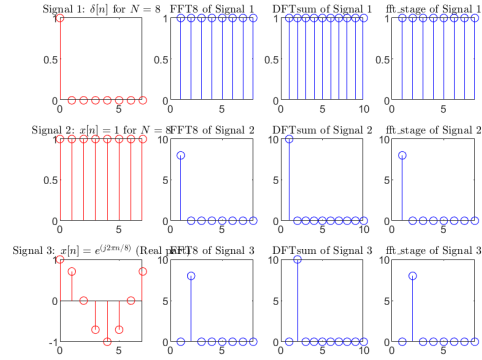 Signal 1: δ[n] for N = 8 FFT8 of Signal 1 DFTsum of Signal 1 fft_stage of Signal 1
1 1 1 1
0.5 0.5 0.5 0.5
0 0 0 0
0 5 0 5 0 5 10 0 5
Signal 2: x[n] = 1 for N = 8 FFT8 of Signal 2 DFTsum of Signal 2 fft_stage of Signal 2
1 10 10 10
0.5 5 5 5
0 0 0 0
0 5 0 5 0 5 10 0 5
Signal 3: x[n] = e^(j2πn/8) (Real part) FFT8 of Signal 3 DFTsum of Signal 3 fft_stage of Signal 3
1 10 10 10
0 5 5 5
-1 0 0 0
0 5 0 5 0 5 10 0 5